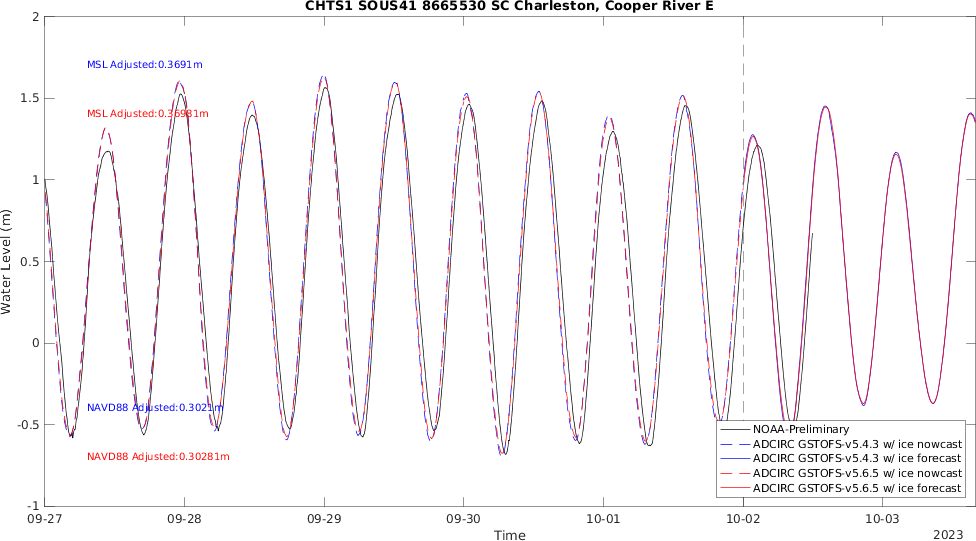 CHTS1 SOUS41 8665530 SC Charleston, Cooper River E
2
1.5
1
0.5
0
-0.5
-1
Water Level (m)
MSL Adjusted:0.3691m
MSL Adjusted:0.36981m
NAVD88 Adjusted:0.3021m
NAVD88 Adjusted:0.30281m
NOAA-Preliminary
ADCIRC GSTOFS-v5.4.3 w/ ice nowcast
ADCIRC GSTOFS-v5.4.3 w/ ice forecast
ADCIRC GSTOFS-v5.6.5 w/ ice nowcast
ADCIRC GSTOFS-v5.6.5 w/ ice forecast
09-27
09-28
09-29
09-30
10-01
10-02
10-03
Time
2023